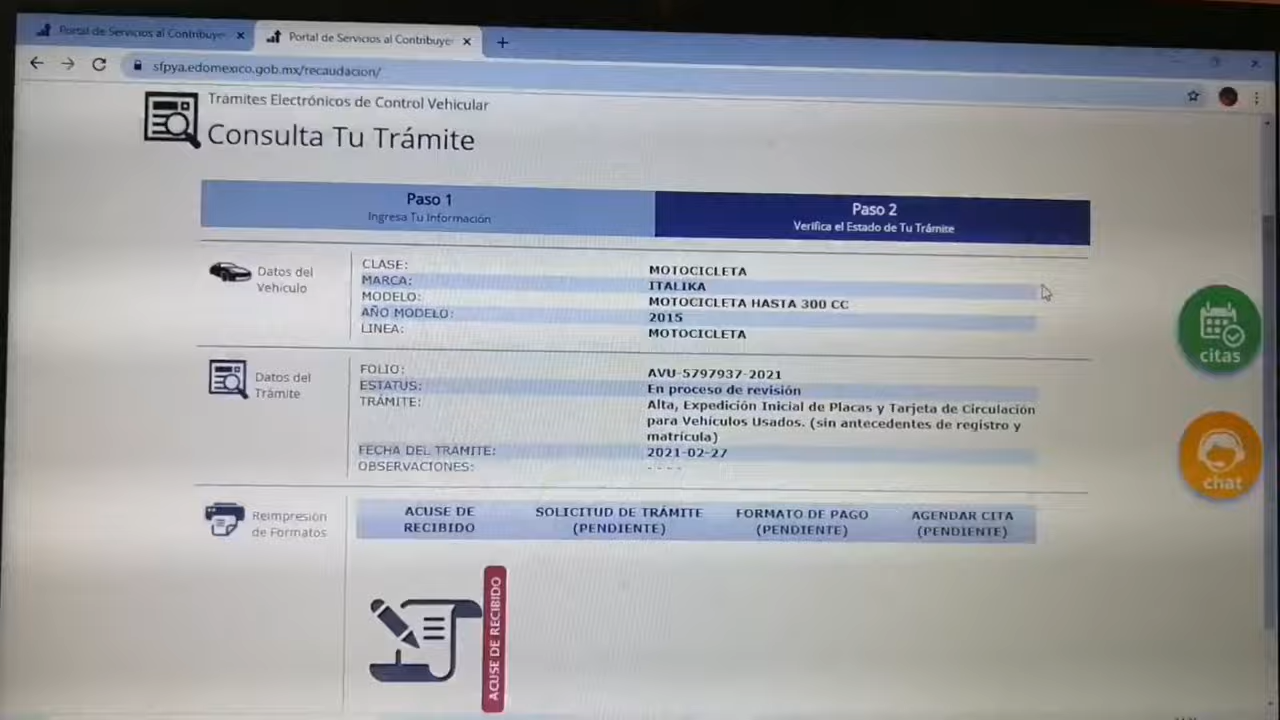 Portal de Servicios al Contribuye
Portal de Servicios al Contribuye
sfpya.edomexico.gob.mx/recaudacion/
Trámites Electrónicos de Control Vehicular
Consulta Tu Trámite
Paso 1
Ingresa Tu Información
Paso 2
Verifica el Estado de Tu Trámite
Datos del
Vehículo
CLASE: MOTOCICLETA
MARCA: ITALIKA
MODELO: MOTOCICLETA HASTA 300 CC
AÑO MODELO: 2015
LINEA: MOTOCICLETA
citas
Datos del
Trámite
FOLIO: AVU-5797937-2021
ESTATUS: En proceso de revisión
TRÁMITE: Alta, Expedición Inicial de Placas y Tarjeta de Circulación
para Vehículos Usados. (sin antecedentes de registro y
matrícula)
FECHA DEL TRÁMITE: 2021-02-27
OBSERVACIONES: - - - -
chat
Reimpresión
de Formatos
ACUSE DE
RECIBIDO
SOLICITUD DE TRÁMITE
(PENDIENTE)
FORMATO DE PAGO
(PENDIENTE)
AGENDAR CITA
(PENDIENTE)
ACUSE DE RECIBIDO